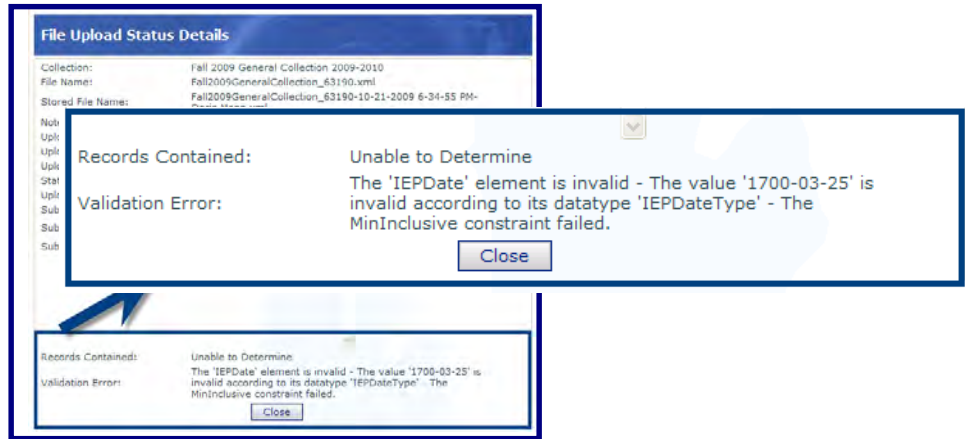 File Upload Status Details
Collection: Fall 2009 General Collection 2009-2010
File Name: Fall2009GeneralCollection_63190.xml
Stored File Name: Fall2009GeneralCollection_63190-10-21-2009 6-34-55 PM-
Records Contained: Unable to Determine
Validation Error: The 'IEPDate' element is invalid - The value '1700-03-25' is
invalid according to its datatype 'IEPDateType' - The
MinInclusive constraint failed.
Close
Records Contained: Unable to Determine
Validation Error: The 'IEPDate' element is invalid - The value '1700-03-25' is
invalid according to its datatype 'IEPDateType' - The
MinInclusive constraint failed.
Close